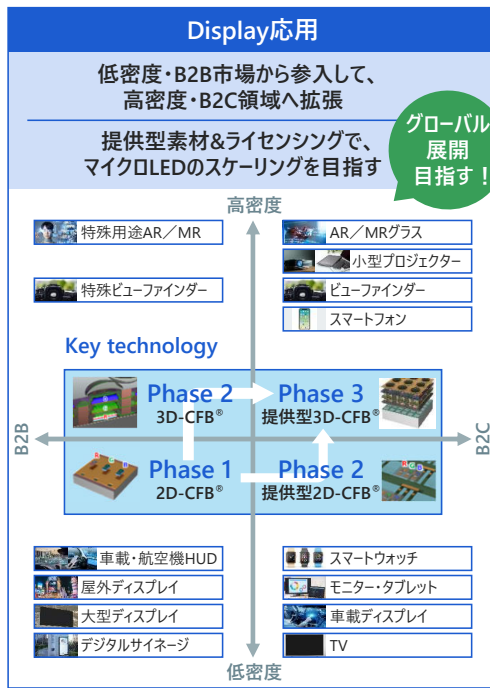 Display応用
低密度・B2B市場から参入して、
高密度・B2C領域へ拡張
提供型素材&ライセンシングで、
マイクロLEDのスケーリングを目指す
グローバル
展開
目指す！
高密度
特殊用途AR／MR
特殊ビューファインダー
AR／MRグラス
小型プロジェクター
ビューファインダー
スマートフォン
Key technology
B2B
B2C
Phase 2
3D-CFB®
Phase 3
提供型3D-CFB®
Phase 1
2D-CFB®
Phase 2
提供型2D-CFB®
車載・航空機HUD
屋外ディスプレイ
大型ディスプレイ
デジタルサイネージ
スマートウォッチ
モニター・タブレット
車載ディスプレイ
TV
低密度